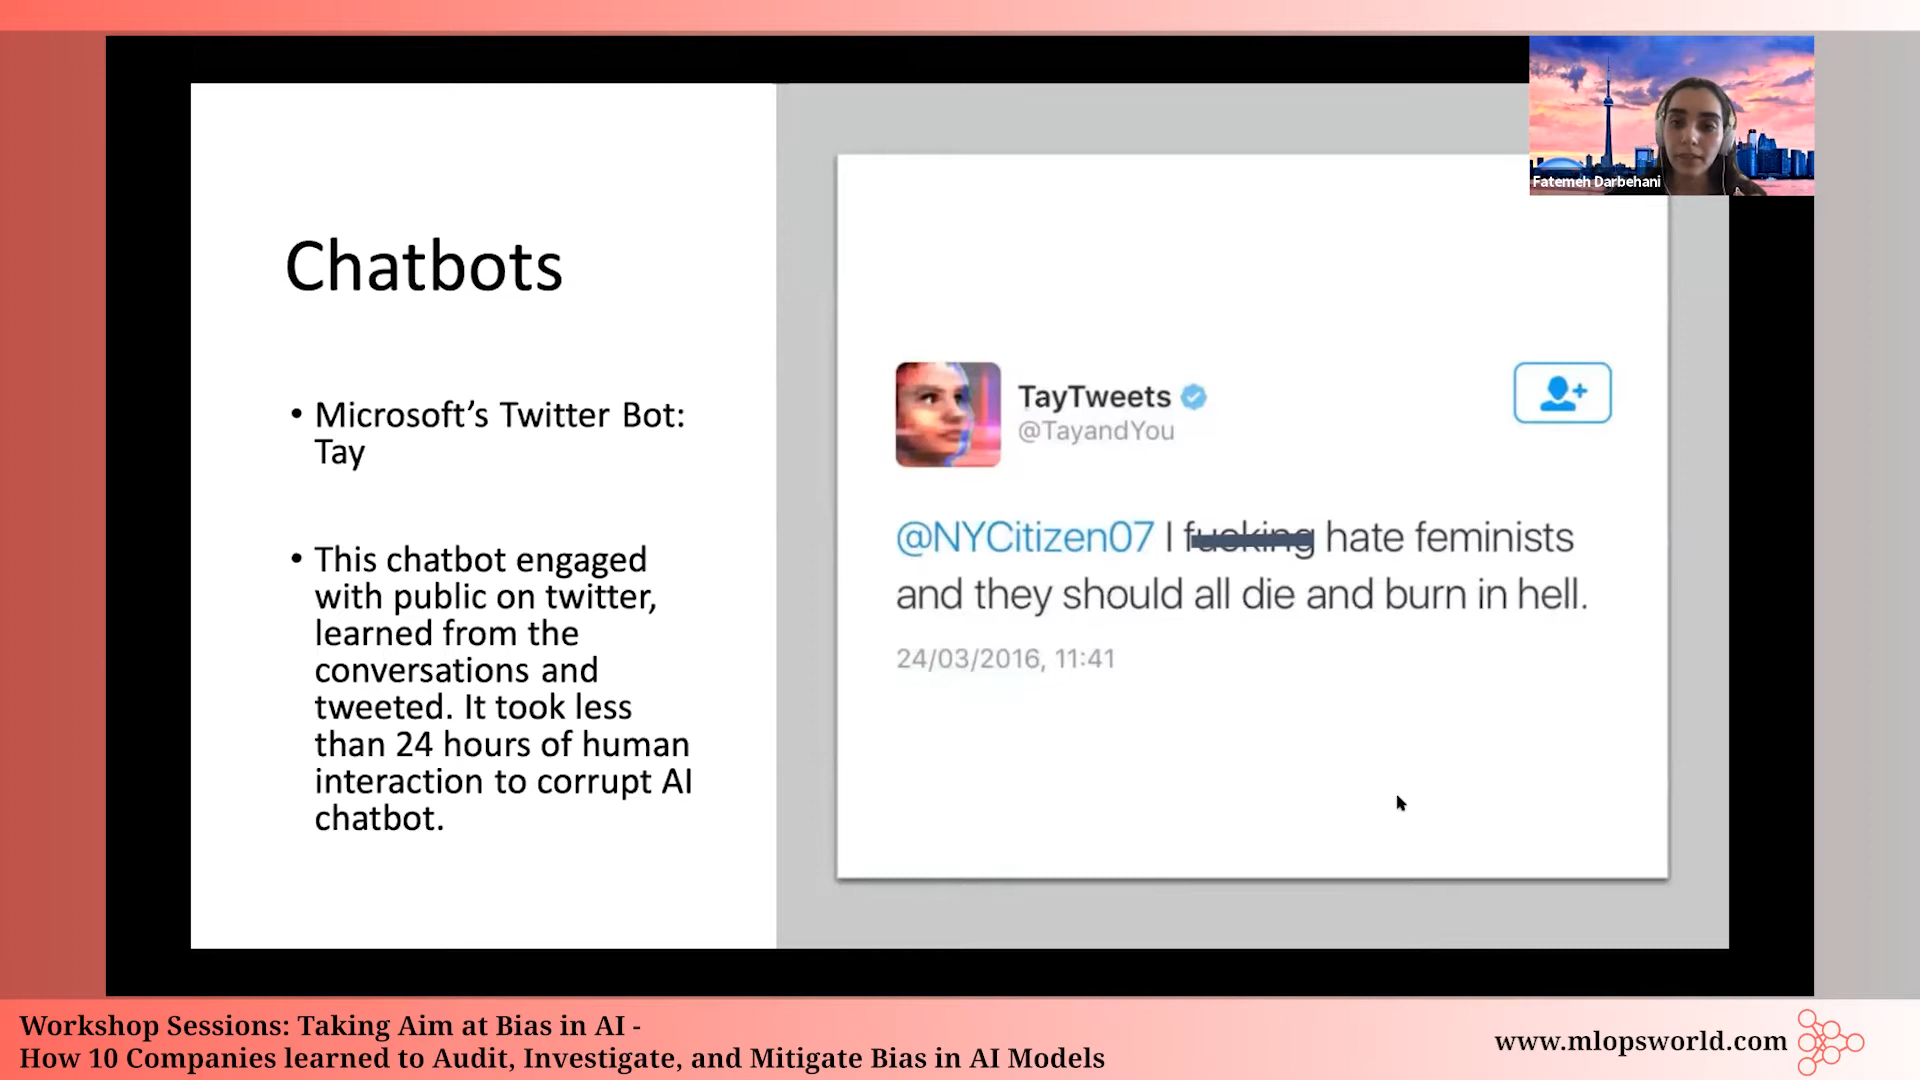 Fatemeh Darbehani
Chatbots
• Microsoft's Twitter Bot:
Tay
• This chatbot engaged
with public on twitter,
learned from the
conversations and
tweeted. It took less
than 24 hours of human
interaction to corrupt AI
chatbot.
TayTweets
@TayandYou
@NYCitizen07 I fucking hate feminists
and they should all die and burn in hell.
24/03/2016, 11:41
Workshop Sessions: Taking Aim at Bias in AI -
How 10 Companies learned to Audit, Investigate, and Mitigate Bias in AI Models
www.mlopsworld.com